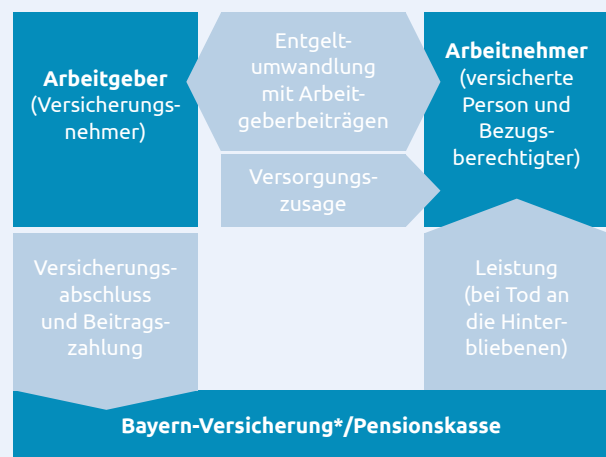 Arbeitgeber
(Versicherungs-
nehmer)
Entgelt-
umwandlung
mit Arbeit-
geberbeiträgen
Versorgungs-
zusage
Arbeitnehmer
(versicherte
Person und
Bezugs-
berechtigter)
Versicherungs-
abschluss
und Beitrags-
zahlung
Leistung
(bei Tod an
die Hinter-
bliebenen)
Bayern-Versicherung*/Pensionskasse